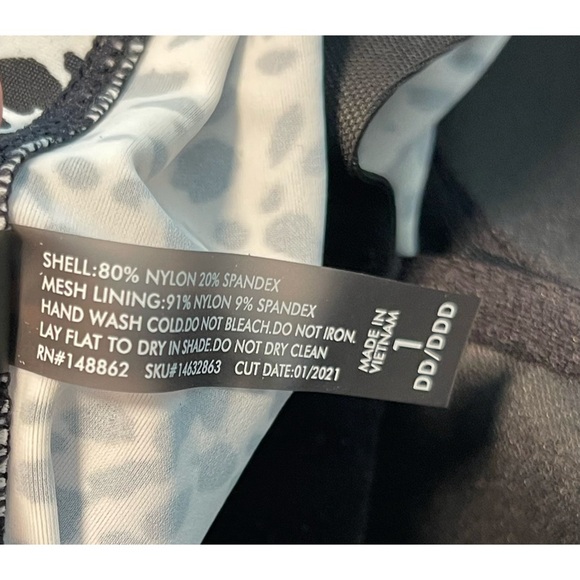 SHELL:80% NYLON 20% SPANDEX
MESH LINING:91% NYLON 9% SPANDEX
HAND WASH COLD.DO NOT BLEACH.DO NOT IRON.
LAY FLAT TO DRY IN SHADE.DO NOT DRY CLEAN
RN#148862 SKU#14632863 CUT DATE:01/2021
MADE IN
VIETNAM
1
DD/DDD